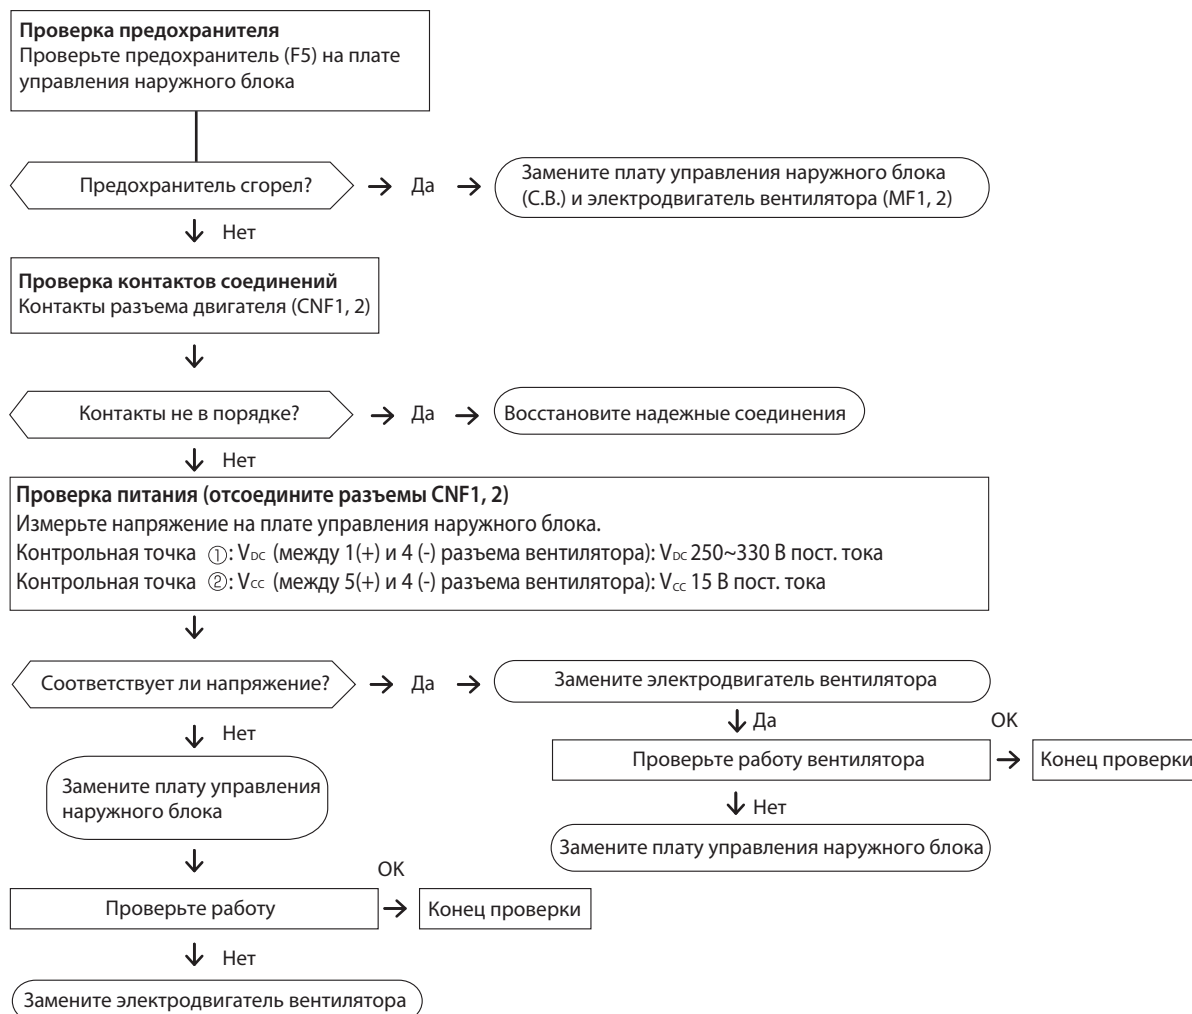 Проверка предохранителя
Проверьте предохранитель (F5) на плате
управления наружного блока
Предохранитель сгорел?
Да
Замените плату управления наружного блока
(C.B.) и электродвигатель вентилятора (MF1, 2)
Нет
Проверка контактов соединений
Контакты разъема двигателя (CNF1, 2)
Контакты не в порядке?
Да
Восстановите надежные соединения
Нет
Проверка питания (отсоедините разъемы CNF1, 2)
Измерьте напряжение на плате управления наружного блока.
Контрольная точка ①: VDC (между 1(+) и 4 (-) разъема вентилятора): VDC 250~330 В пост. тока
Контрольная точка ②: Vcc (между 5(+) и 4 (-) разъема вентилятора): Vcc 15 В пост. тока
Соответствует ли напряжение?
Да
Замените электродвигатель вентилятора
Нет
Да
OK
Проверьте работу вентилятора
Конец проверки
Замените плату управления
наружного блока
Нет
Замените плату управления наружного блока
OK
Проверьте работу
Конец проверки
Нет
Замените электродвигатель вентилятора